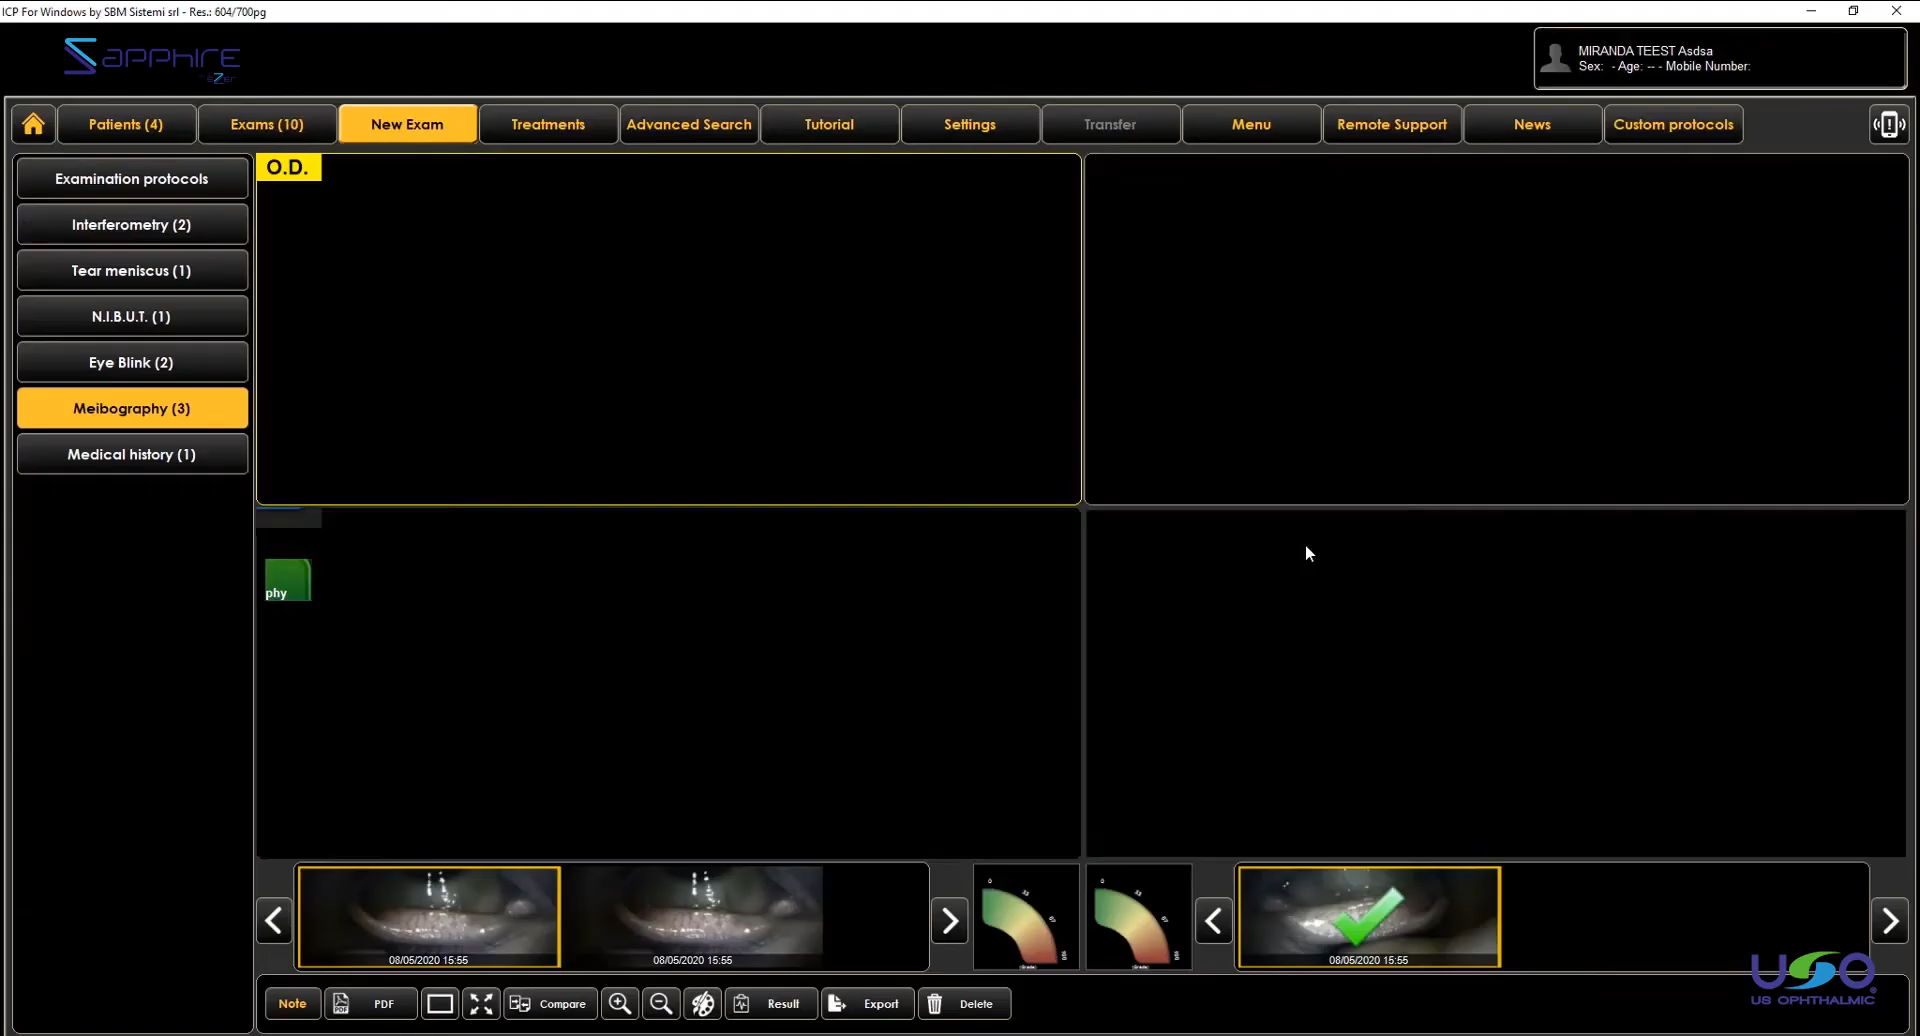 ICP For Windows by SBM Sistemi srl - Res.: 604/700pg
SAPPHIRE
MIRANDA TEEST Asdsa
Sex:   - Age: -- - Mobile Number:
Patients (4)
Exams (10)
New Exam
Treatments
Advanced Search
Tutorial
Settings
Transfer
Menu
Remote Support
News
Custom protocols
Examination protocols
Interferometry (2)
Tear meniscus (1)
N.I.B.U.T. (1)
Eye Blink (2)
Meibography (3)
Medical history (1)
O.D.
phy
08/05/2020 15:55
08/05/2020 15:55
08/05/2020 15:55
USO
US OPHTHALMIC
Note
PDF
Compare
Result
Export
Delete